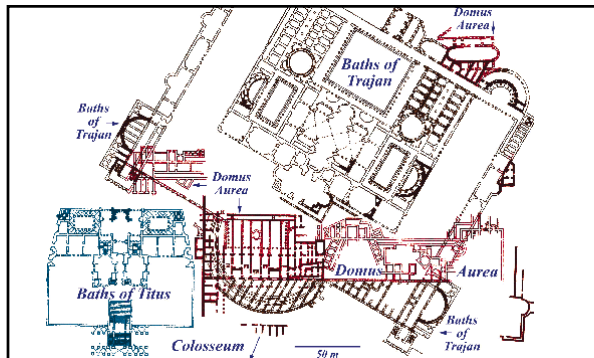 Domus
Aurea
Baths of
Trajan
Baths
of
Trajan
Domus
Aurea
Domus Aurea
Baths of Titus
Baths of
Trajan
Colosseum
50 m